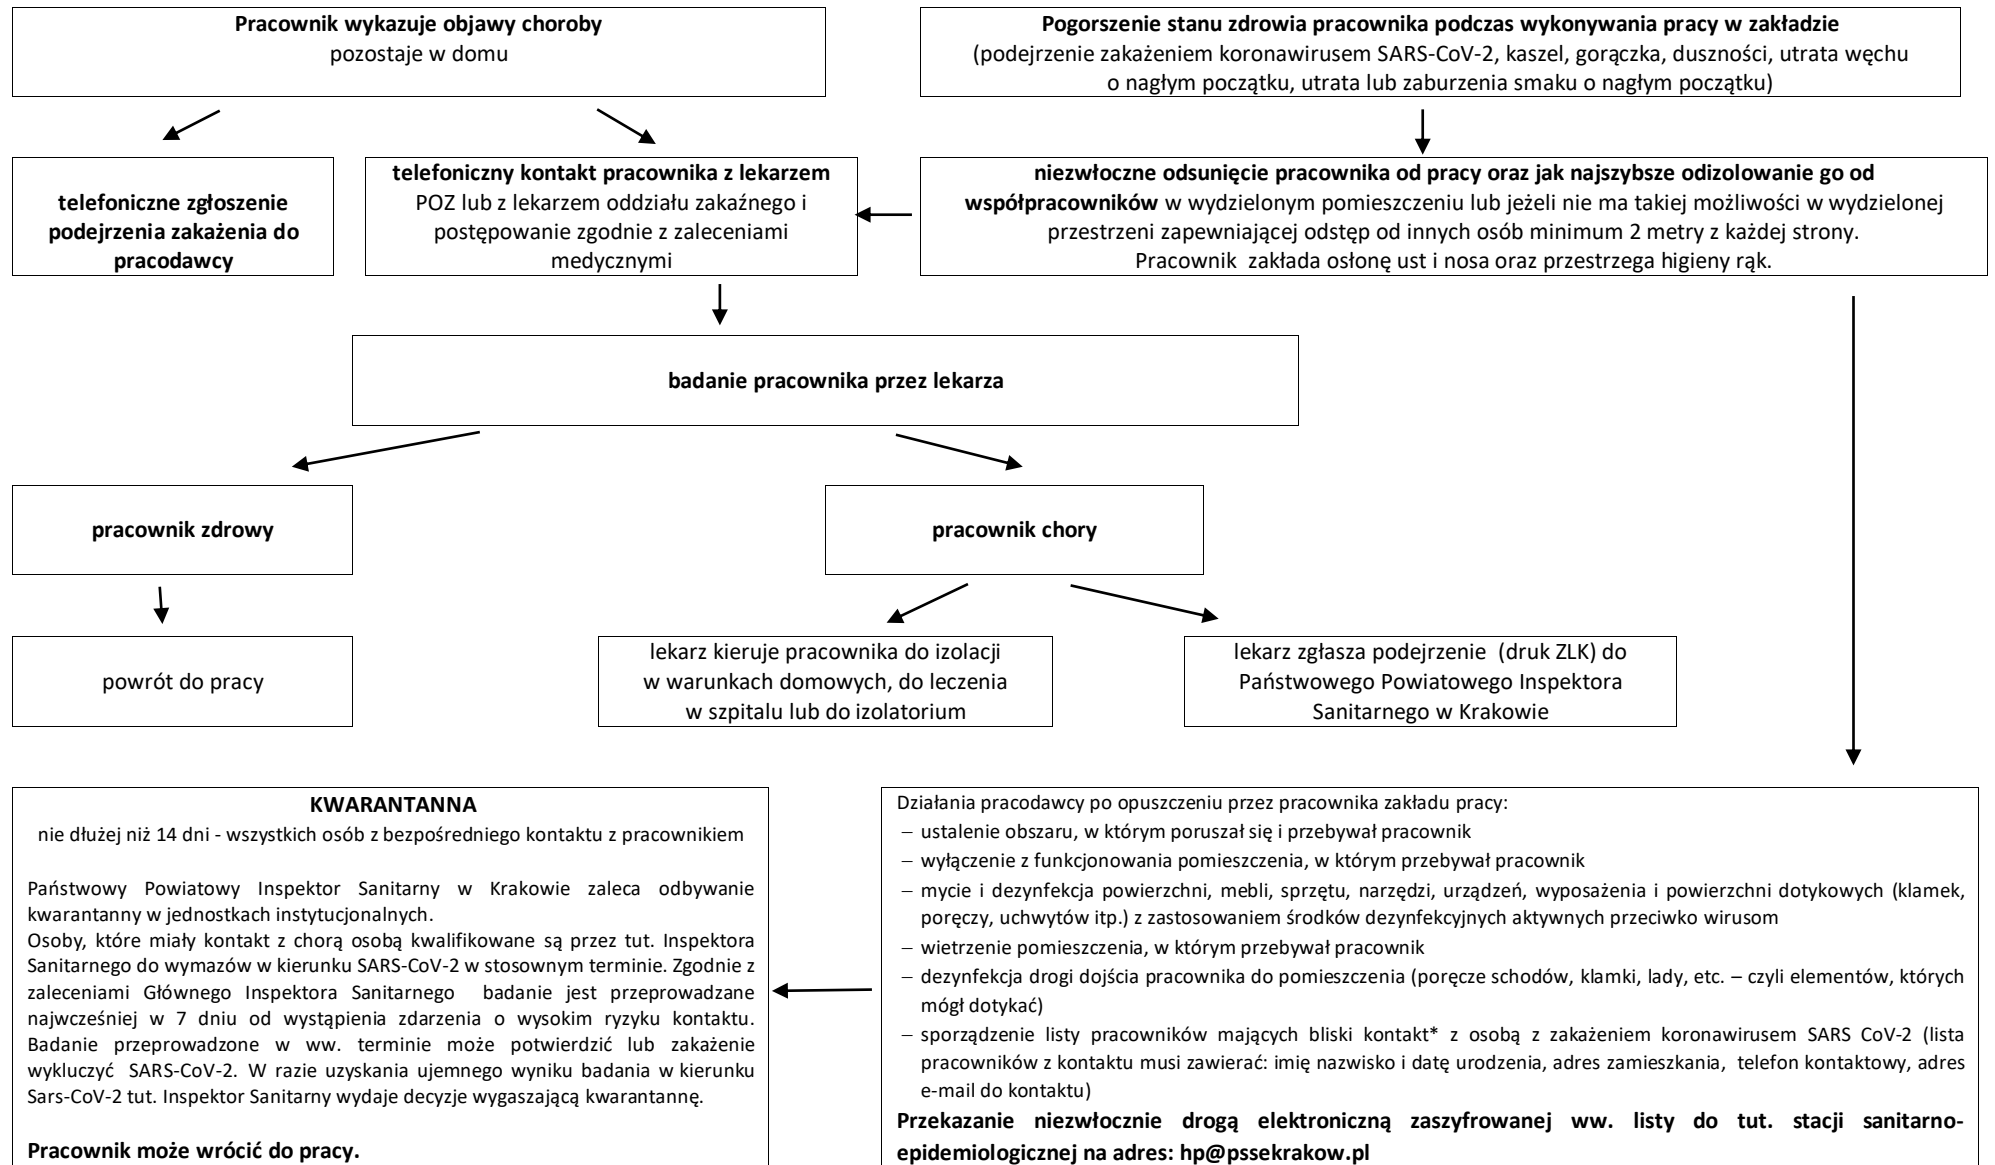 Pracownik wykazuje objawy choroby
pozostaje w domu
Pogorszenie stanu zdrowia pracownika podczas wykonywania pracy w zakładzie
(podejrzenie zakażeniem koronawirusem SARS-CoV-2, kaszel, gorączka, duszności, utrata węchu
o nagłym początku, utrata lub zaburzenia smaku o nagłym początku)
telefoniczne zgłoszenie
podejrzenia zakażenia do
pracodawcy
telefoniczny kontakt pracownika z lekarzem
POZ lub z lekarzem oddziału zakaźnego i
postępowanie zgodnie z zaleceniami
medycznymi
niezwłoczne odsunięcie pracownika od pracy oraz jak najszybsze odizolowanie go od
współpracowników w wydzielonym pomieszczeniu lub jeżeli nie ma takiej możliwości w wydzielonej
przestrzeni zapewniającej odstęp od innych osób minimum 2 metry z każdej strony.
Pracownik zakłada osłonę ust i nosa oraz przestrzega higieny rąk.
badanie pracownika przez lekarza
pracownik zdrowy
pracownik chory
powrót do pracy
lekarz kieruje pracownika do izolacji
w warunkach domowych, do leczenia
w szpitalu lub do izolatorium
lekarz zgłasza podejrzenie (druk ZLK) do
Państwowego Powiatowego Inspektora
Sanitarnego w Krakowie
KWARANTANNA
nie dłużej niż 14 dni - wszystkich osób z bezpośredniego kontaktu z pracownikiem
Państwowy Powiatowy Inspektor Sanitarny w Krakowie zaleca odbywanie
kwarantanny w jednostkach instytucjonalnych.
Osoby, które miały kontakt z chorą osobą kwalifikowane są przez tut. Inspektora
Sanitarnego do wymazów w kierunku SARS-CoV-2 w stosownym terminie. Zgodnie z
zaleceniami Głównego Inspektora Sanitarnego badanie jest przeprowadzane
najwcześniej w 7 dniu od wystąpienia zdarzenia o wysokim ryzyku kontaktu.
Badanie przeprowadzone w ww. terminie może potwierdzić lub zakażenie
wykluczyć SARS-CoV-2. W razie uzyskania ujemnego wyniku badania w kierunku
Sars-CoV-2 tut. Inspektor Sanitarny wydaje decyzje wygaszającą kwarantannę.
Pracownik może wrócić do pracy.
Działania pracodawcy po opuszczeniu przez pracownika zakładu pracy:
– ustalenie obszaru, w którym poruszał się i przebywał pracownik
– wyłączenie z funkcjonowania pomieszczenia, w którym przebywał pracownik
– mycie i dezynfekcja powierzchni, mebli, sprzętu, narzędzi, urządzeń, wyposażenia i powierzchni dotykowych (klamek,
poręczy, uchwytów itp.) z zastosowaniem środków dezynfekcyjnych aktywnych przeciwko wirusom
– wietrzenie pomieszczenia, w którym przebywał pracownik
– dezynfekcja drogi dojścia pracownika do pomieszczenia (poręcze schodów, klamki, lady, etc. – czyli elementów, których
mógł dotykać)
– sporządzenie listy pracowników mających bliski kontakt* z osobą z zakażeniem koronawirusem SARS CoV-2 (lista
pracowników z kontaktu musi zawierać: imię nazwisko i datę urodzenia, adres zamieszkania, telefon kontaktowy, adres
e-mail do kontaktu)
Przekazanie niezwłocznie drogą elektroniczną zaszyfrowanej ww. listy do tut. stacji sanitarno-
epidemiologicznej na adres: hp@pssekrakow.pl